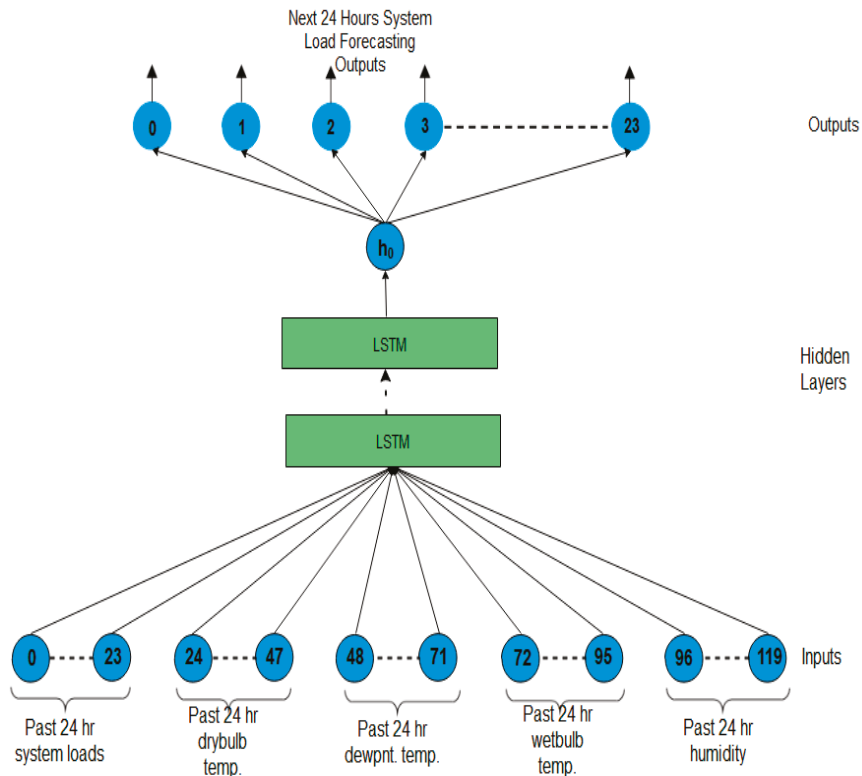 Next 24 Hours System
Load Forecasting
Outputs
0 1 2 3 23
Outputs
h₀
LSTM
Hidden
Layers
LSTM
0 23 24 47 48 71 72 95 96 119
Inputs
Past 24 hr
system loads
Past 24 hr
drybulb
temp.
Past 24 hr
dewpnt. temp.
Past 24 hr
wetbulb
temp.
Past 24 hr
humidity